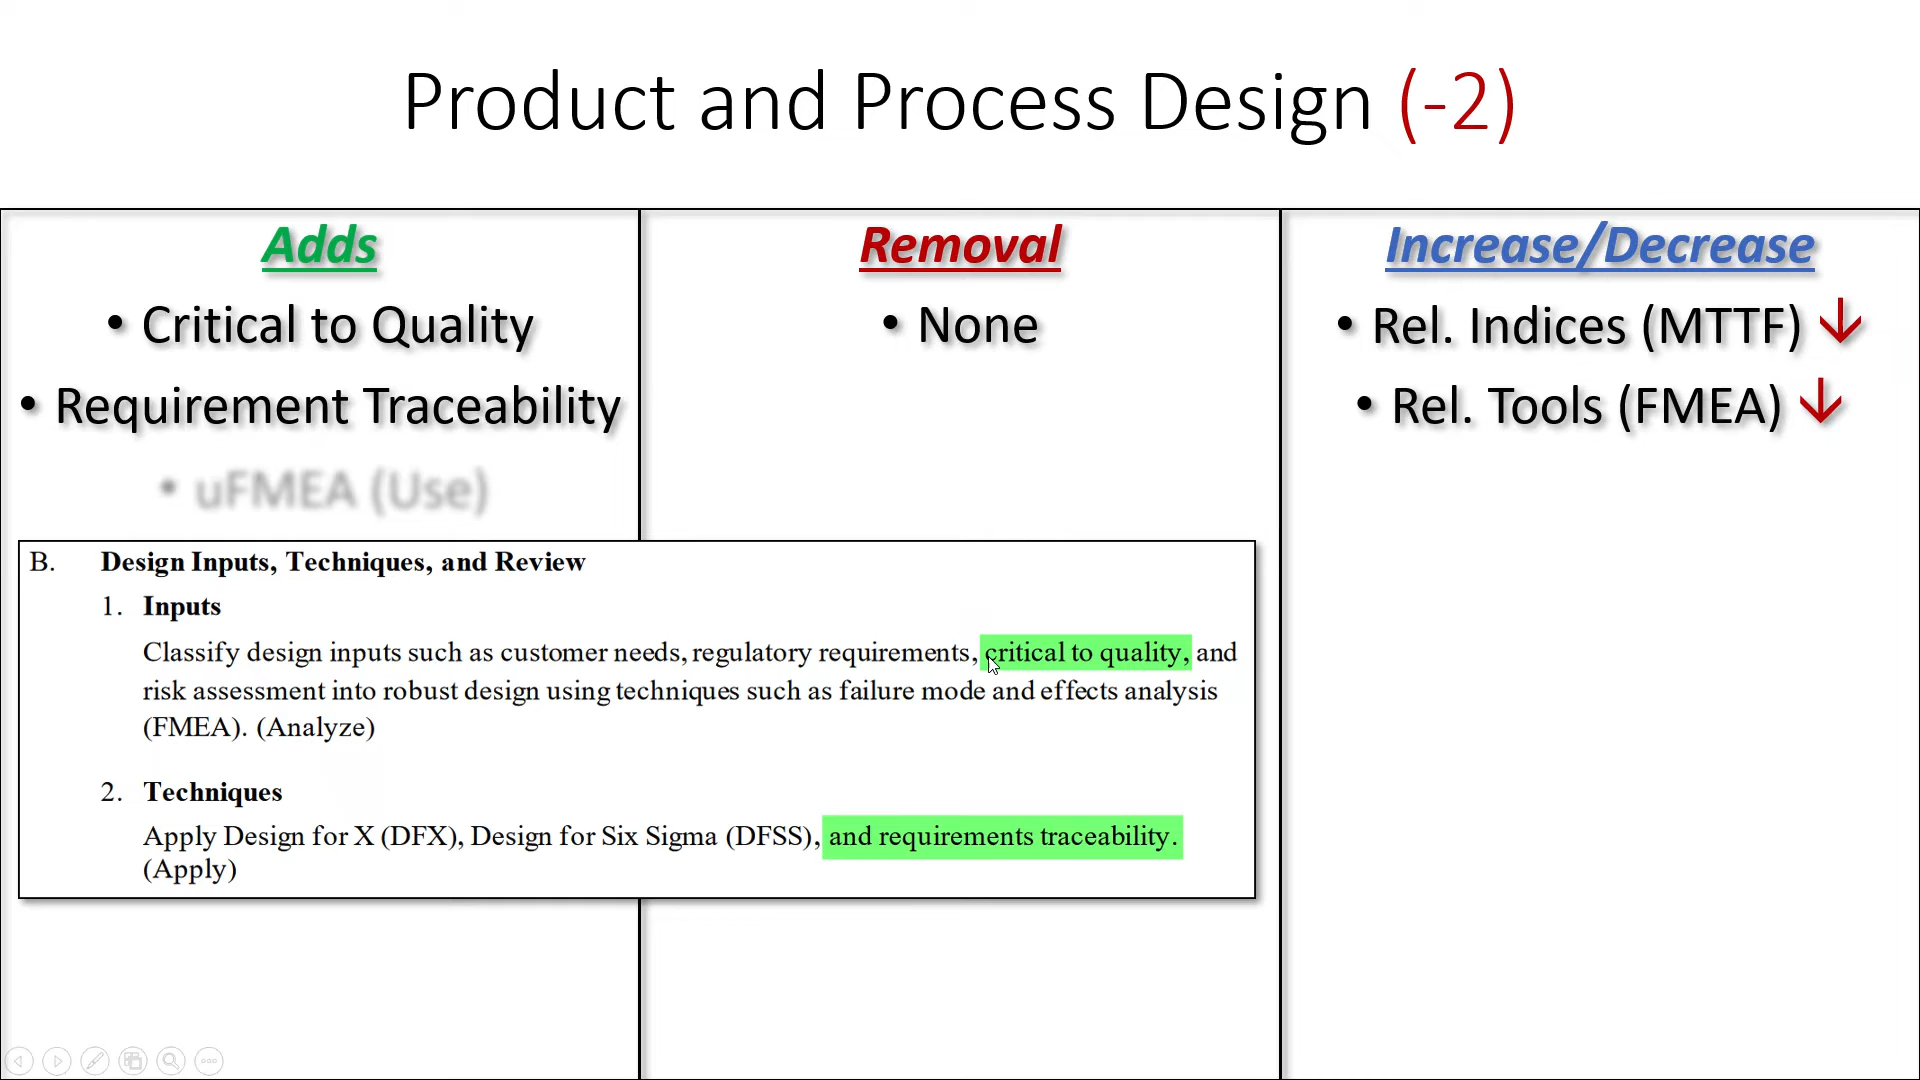 Product and Process Design (-2)
Adds
• Critical to Quality
• Requirement Traceability
• uFMEA (Use)
Removal
• None
Increase/Decrease
• Rel. Indices (MTTF) ↓
• Rel. Tools (FMEA) ↓
B. Design Inputs, Techniques, and Review
1. Inputs
Classify design inputs such as customer needs, regulatory requirements, critical to quality, and
risk assessment into robust design using techniques such as failure mode and effects analysis
(FMEA). (Analyze)
2. Techniques
Apply Design for X (DFX), Design for Six Sigma (DFSS), and requirements traceability.
(Apply)